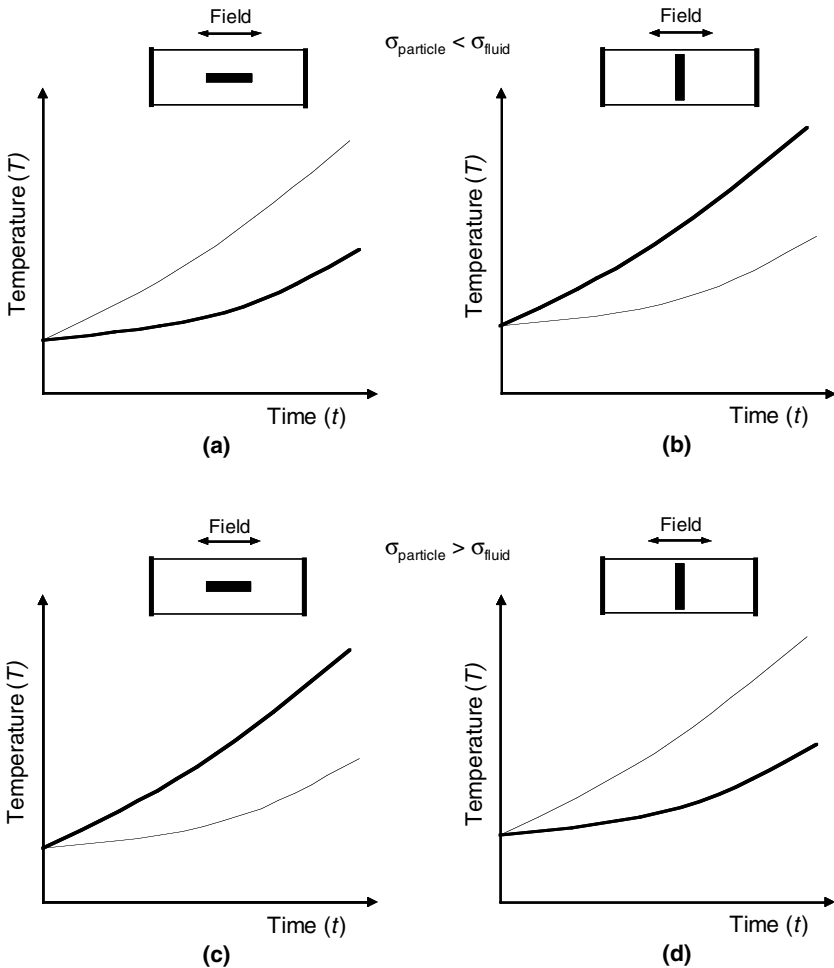 Field
σparticle < σfluid
Field
Temperature (T)
Time (t)
(a)
Temperature (T)
Time (t)
(b)
Field
σparticle > σfluid
Field
Temperature (T)
Time (t)
(c)
Temperature (T)
Time (t)
(d)